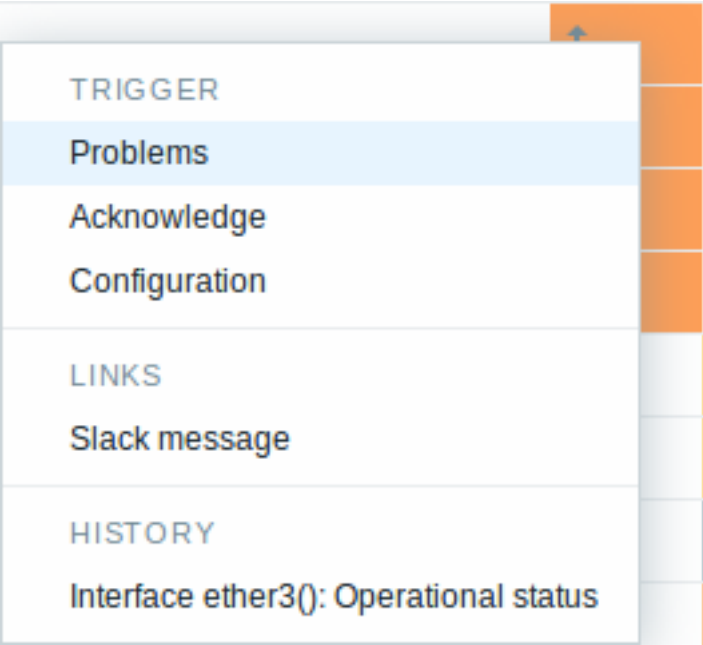 TRIGGER
Problems
Acknowledge
Configuration
LINKS
Slack message
HISTORY
Interface ether3(): Operational status